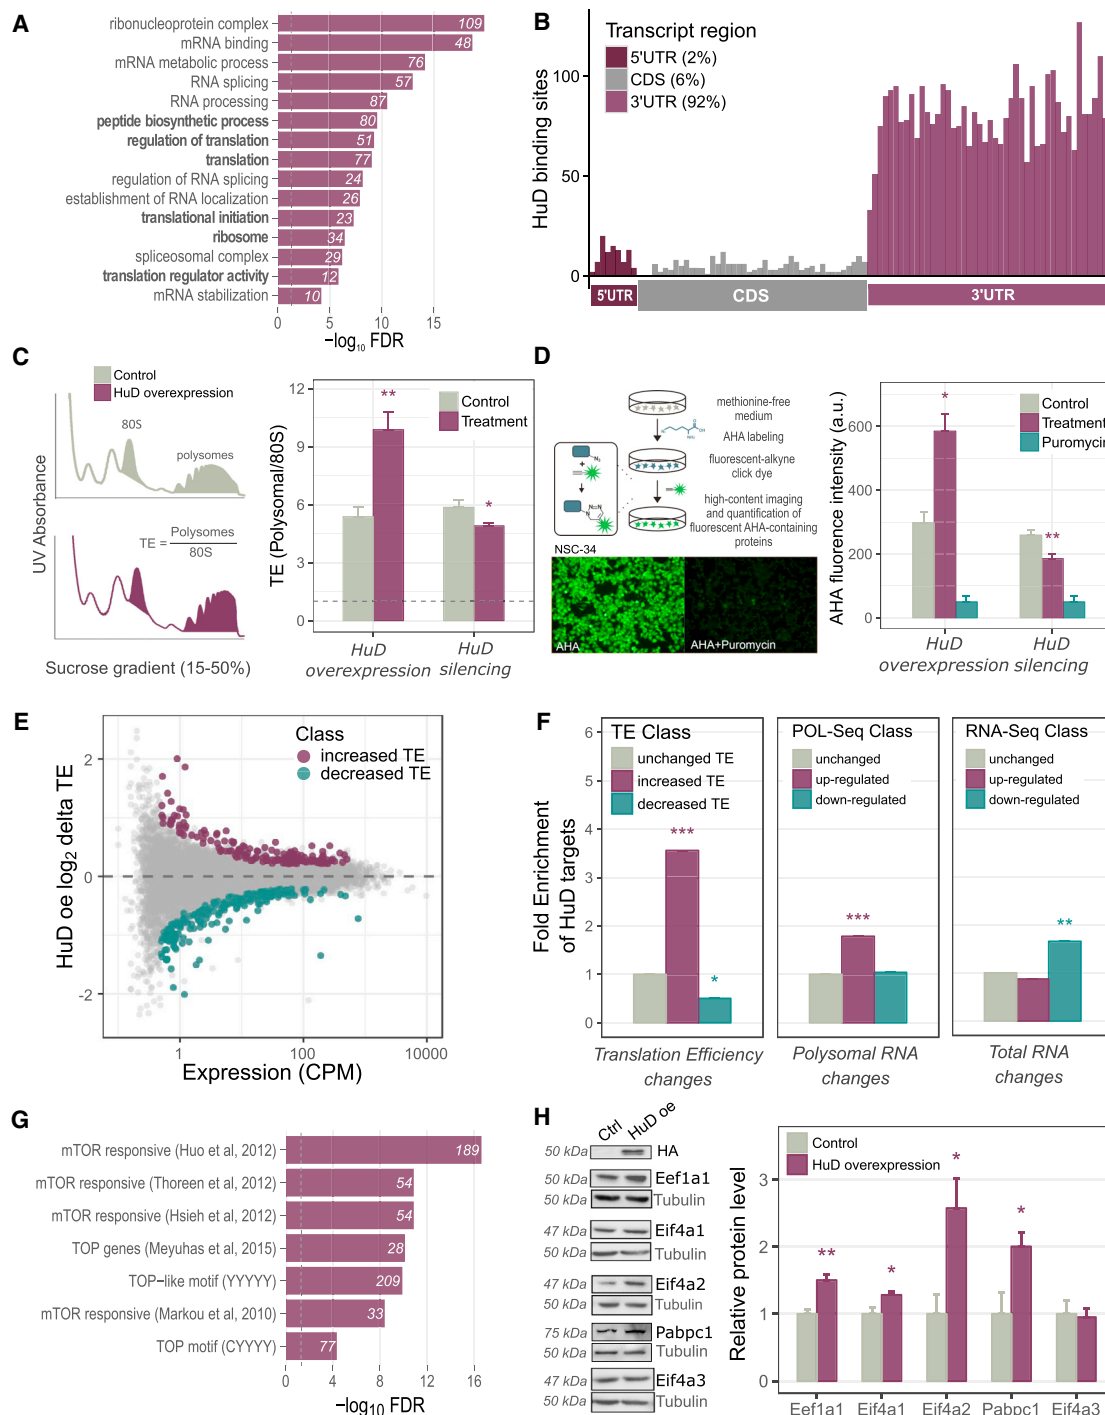 A
ribonucleoprotein complex 109
mRNA binding 48
mRNA metabolic process 76
RNA splicing 57
RNA processing 87
peptide biosynthetic process 80
regulation of translation 51
translation 77
regulation of RNA splicing 24
establishment of RNA localization 26
translational initiation 23
ribosome 34
spliceosomal complex 29
translation regulator activity 12
mRNA stabilization 10
0 5 10 15
−log₁₀ FDR
B
Transcript region
5'UTR (2%)
CDS (6%)
3'UTR (92%)
HuD binding sites
100
50
0
5'UTR CDS 3'UTR
C
Control
HuD overexpression
80S
polysomes
UV Absorbance
TE = Polysomes
80S
Sucrose gradient (15-50%)
TE (Polysomal/80S)
12
9
6
3
0
Control
Treatment
**
*
HuD overexpression
HuD silencing
D
methionine-free
medium
AHA labeling
fluorescent-alkyne
click dye
high-content imaging
and quantification of
fluorescent AHA-containing
proteins
NSC-34
AHA
AHA+Puromycin
AHA fluorence intensity (a.u.)
600
400
200
0
Control
Treatment
Puromycin
*
**
HuD overexpression
HuD silencing
E
HuD oe log₂ delta TE
2
0
-2
Class
increased TE
decreased TE
1 100 10000
Expression (CPM)
F
Fold Enrichment
of HuD targets
6
5
4
3
2
1
0
TE Class
unchanged TE
increased TE
decreased TE
***
*
Translation Efficiency
changes
POL-Seq Class
unchanged
up-regulated
down-regulated
***
Polysomal RNA
changes
RNA-Seq Class
unchanged
up-regulated
down-regulated
**
Total RNA
changes
G
mTOR responsive (Huo et al, 2012) 189
mTOR responsive (Thoreen et al, 2012) 54
mTOR responsive (Hsieh et al, 2012) 54
TOP genes (Meyuhas et al, 2015) 28
TOP−like motif (YYYYY) 209
mTOR responsive (Markou et al, 2010) 33
TOP motif (CYYYY) 77
0 4 8 12 16
−log₁₀ FDR
H
Ctrl HuD oe
50 kDa HA
50 kDa Eef1a1
50 kDa Tubulin
47 kDa Eif4a1
50 kDa Tubulin
47 kDa Eif4a2
50 kDa Tubulin
75 kDa Pabpc1
50 kDa Tubulin
47 kDa Eif4a3
50 kDa Tubulin
Relative protein level
3
2
1
0
Control
HuD overexpression
**
*
*
*
Eef1a1 Eif4a1 Eif4a2 Pabpc1 Eif4a3